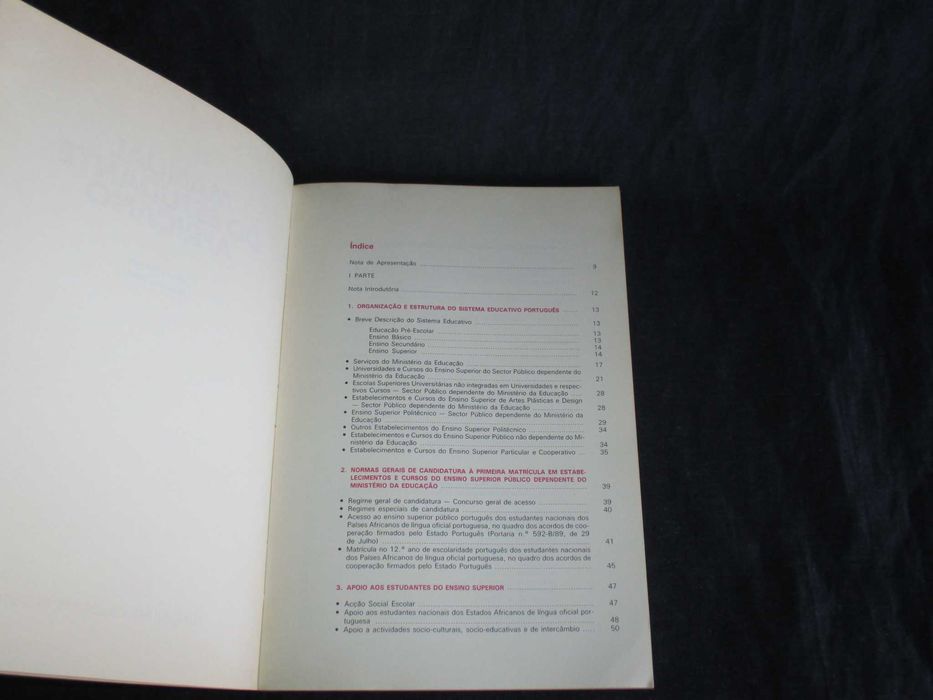 Índice
Nota de Apresentação ..... 9
I PARTE
Nota Introdutória ..... 12
1. ORGANIZAÇÃO E ESTRUTURA DO SISTEMA EDUCATIVO PORTUGUÊS ..... 13
• Breve Descrição do Sistema Educativo ..... 13
Educação Pré-Escolar ..... 13
Ensino Básico ..... 13
Ensino Secundário ..... 14
Ensino Superior ..... 14
• Serviços do Ministério da Educação ..... 17
• Universidades e Cursos do Ensino Superior do Sector Público dependente do
Ministério da Educação ..... 21
• Escolas Superiores Universitárias não integradas em Universidades e respec-
tivos Cursos — Sector Público dependente do Ministério da Educação ..... 28
• Estabelecimentos e Cursos do Ensino Superior de Artes Plásticas e Design
— Sector Público dependente do Ministério da Educação ..... 28
• Ensino Superior Politécnico — Sector Público dependente do Ministério da
Educação ..... 29
• Outros Estabelecimentos do Ensino Superior Politécnico ..... 34
• Estabelecimentos e Cursos do Ensino Superior Público não dependente do Mi-
nistério da Educação ..... 34
• Estabelecimentos e Cursos do Ensino Superior Particular e Cooperativo ... 35
2. NORMAS GERAIS DE CANDIDATURA À PRIMEIRA MATRÍCULA EM ESTABE-
LECIMENTOS E CURSOS DO ENSINO SUPERIOR PÚBLICO DEPENDENTE DO
MINISTÉRIO DA EDUCAÇÃO ..... 39
• Regime geral de candidatura — Concurso geral de acesso ..... 39
• Regimes especiais de candidatura ..... 40
• Acesso ao ensino superior público português dos estudantes nacionais dos
Países Africanos de língua oficial portuguesa, no quadro dos acordos de coo-
peração firmados pelo Estado Português (Portaria n.º 592-B/89, de 29
de Julho) ..... 41
• Matrícula no 12.º ano de escolaridade português dos estudantes nacionais
dos Países Africanos de língua oficial portuguesa, no quadro dos acordos de
cooperação firmados pelo Estado Português ..... 45
3. APOIO AOS ESTUDANTES DO ENSINO SUPERIOR ..... 47
• Acção Social Escolar ..... 47
• Apoio aos estudantes nacionais dos Estados Africanos de língua oficial por-
tuguesa ..... 48
• Apoio a actividades socio-culturais, socio-educativas e de intercâmbio ..... 50